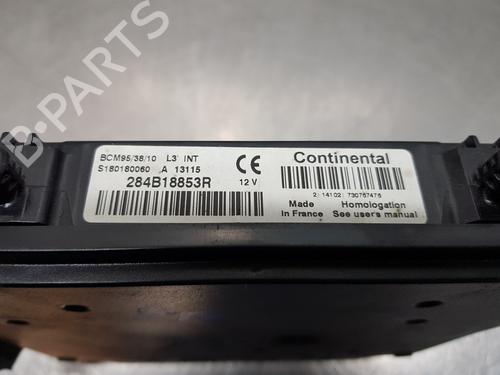 BCM95/38/10 L3 INT
S180180060 A 13115
284B18853R
12 V
CE
Continental
2: 14102: 730767476
Made in France
Homologation
See users manual
B-PARTS